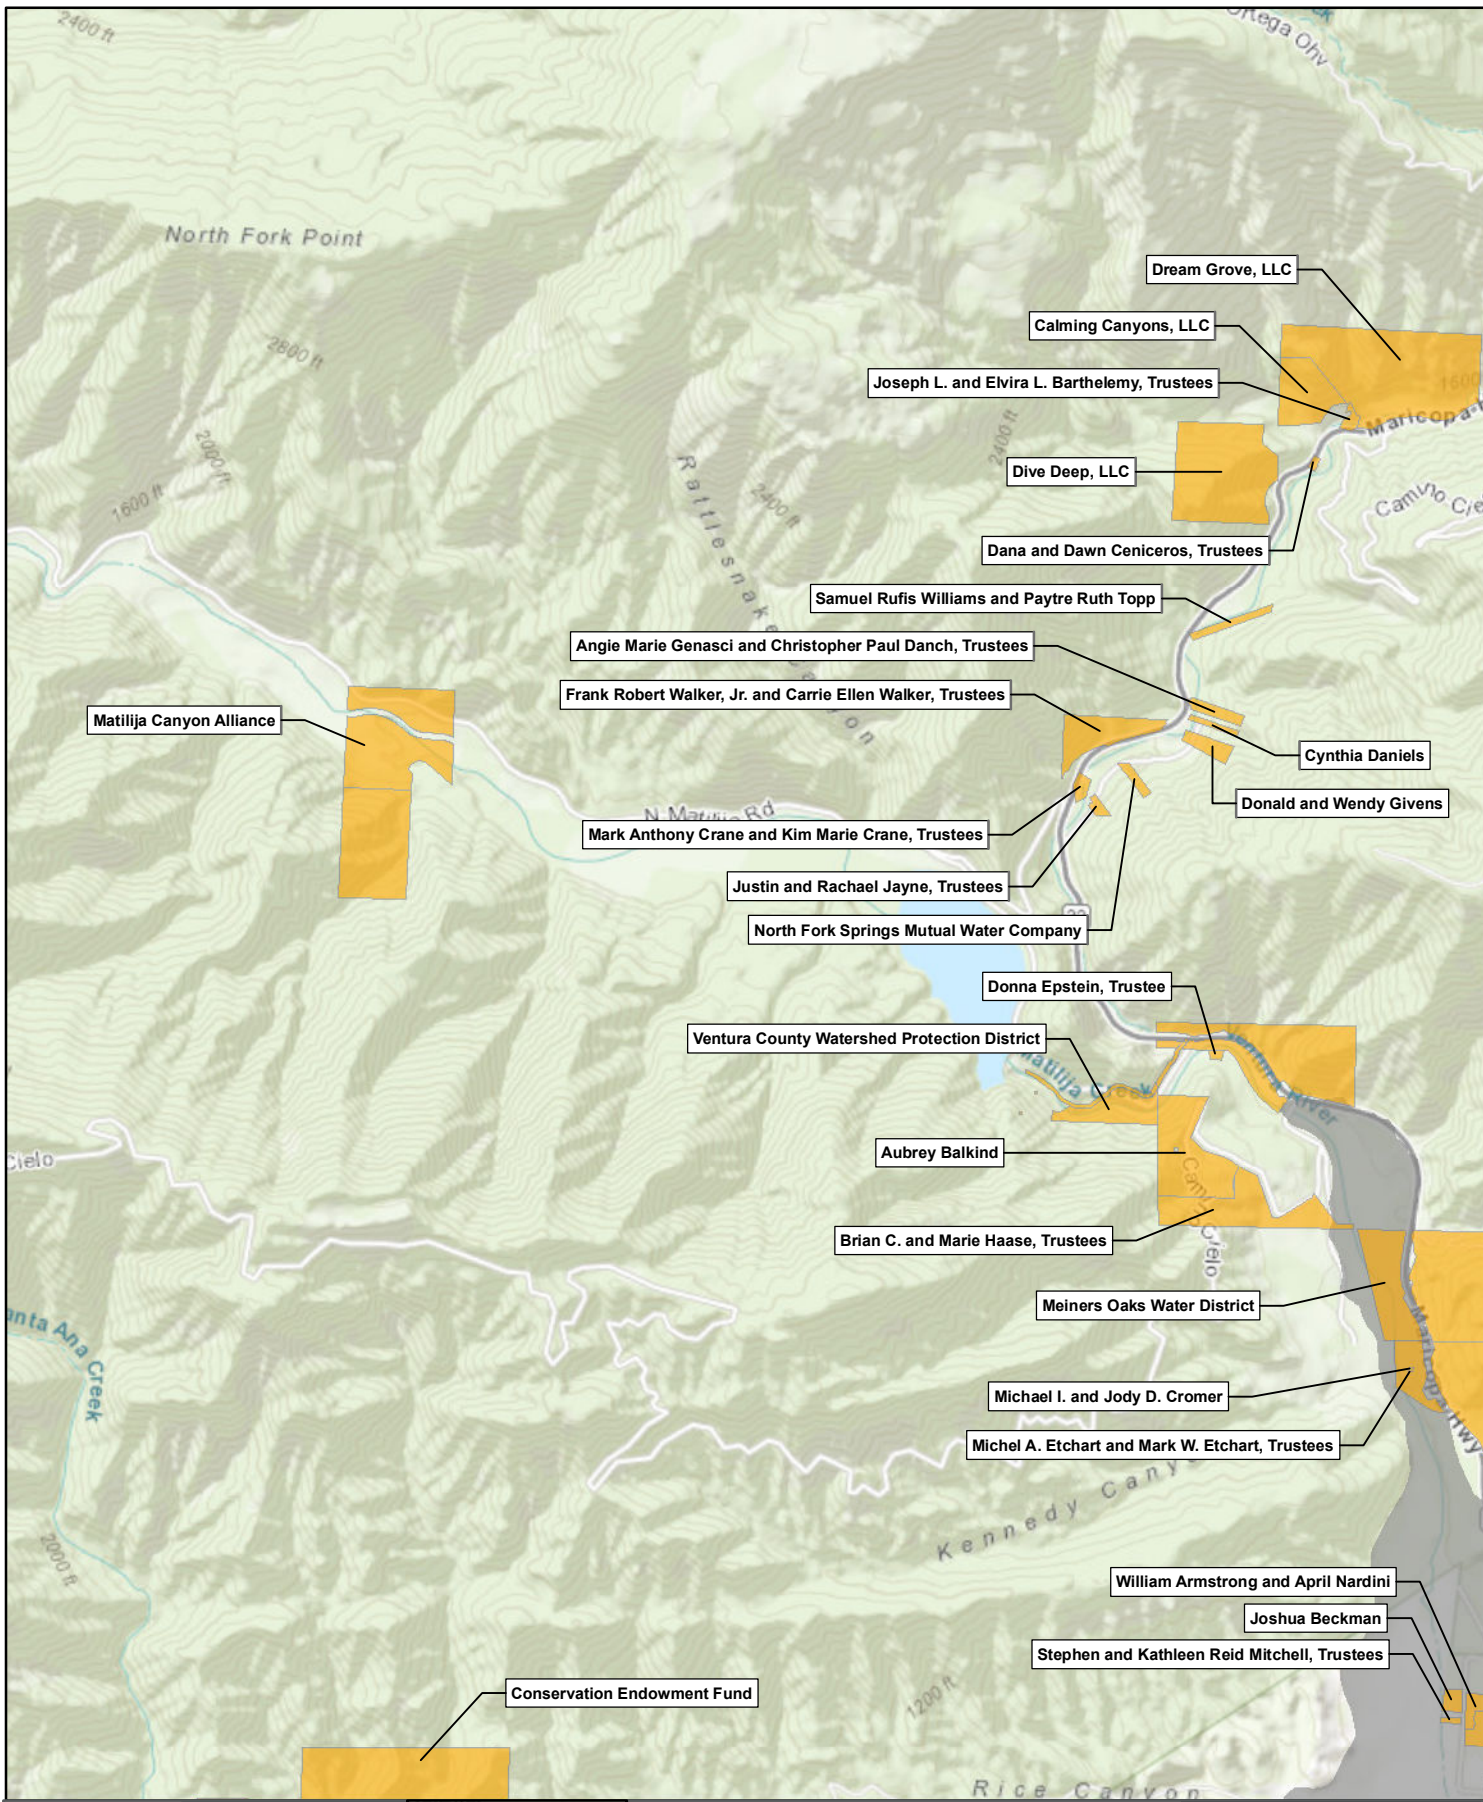 2400 ft
Ortega Ohv
North Fork Point
Dream Grove, LLC
Calming Canyons, LLC
2800 ft
Joseph L. and Elvira L. Barthelemy, Trustees
1600
Maricopa
2400 ft
2000 ft
Dive Deep, LLC
Rattlesnake
1600 ft
2400 ft
Dana and Dawn Ceniceros, Trustees
Samuel Rufis Williams and Paytre Ruth Topp
Angie Marie Genasci and Christopher Paul Danch, Trustees
Frank Robert Walker, Jr. and Carrie Ellen Walker, Trustees
Matilija Canyon Alliance
Cynthia Daniels
Donald and Wendy Givens
N Matilija Rd
Mark Anthony Crane and Kim Marie Crane, Trustees
Justin and Rachael Jayne, Trustees
North Fork Springs Mutual Water Company
Donna Epstein, Trustee
Ventura County Watershed Protection District
Matilija Creek
Ventura River
Aubrey Balkind
Cielo
Brian C. and Marie Haase, Trustees
Cielo
Meiners Oaks Water District
anta Ana Creek
Maricopa Hwy
Michael I. and Jody D. Cromer
Michel A. Etchart and Mark W. Etchart, Trustees
Kennedy
2000 ft
William Armstrong and April Nardini
Joshua Beckman
Stephen and Kathleen Reid Mitchell, Trustees
Conservation Endowment Fund
1200 ft
Rice Canyon